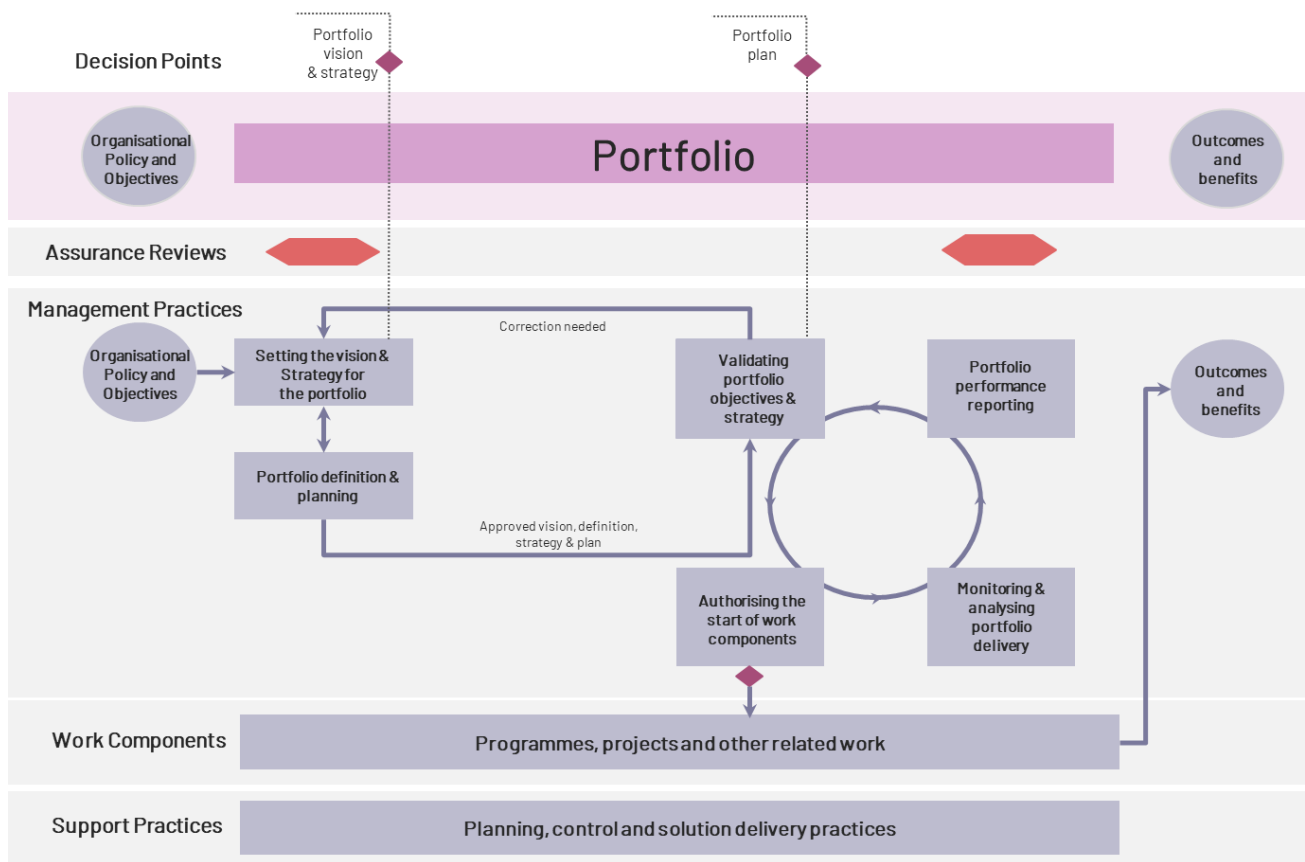 Portfolio
vision
& strategy
Portfolio
plan
Decision Points
Organisational
Policy and
Objectives
Portfolio
Outcomes
and
benefits
Assurance Reviews
Management Practices
Correction needed
Organisational
Policy and
Objectives
Setting the vision &
Strategy for
the portfolio
Validating
portfolio
objectives &
strategy
Portfolio
performance
reporting
Outcomes
and
benefits
Portfolio definition &
planning
Approved vision, definition,
strategy & plan
Authorising the
start of work
components
Monitoring &
analysing
portfolio
delivery
Work Components
Programmes, projects and other related work
Support Practices
Planning, control and solution delivery practices